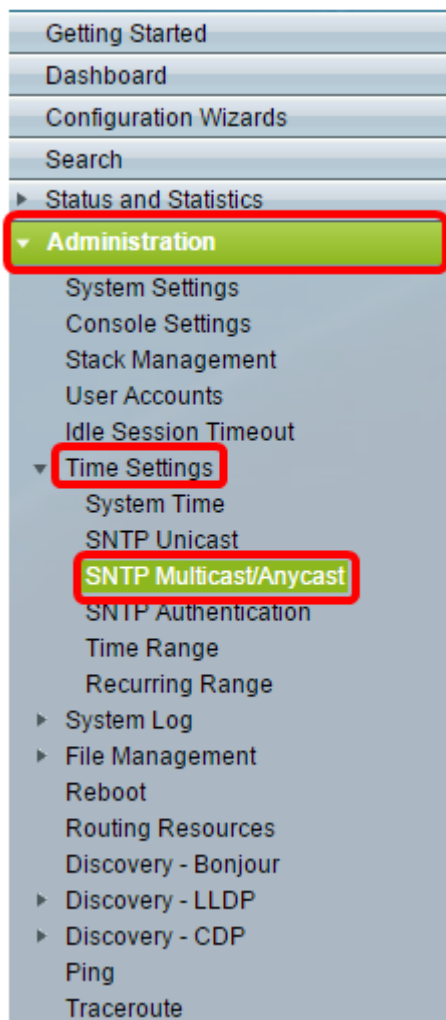 Getting Started
Dashboard
Configuration Wizards
Search
Status and Statistics
Administration
System Settings
Console Settings
Stack Management
User Accounts
Idle Session Timeout
Time Settings
System Time
SNTP Unicast
SNTP Multicast/Anycast
SNTP Authentication
Time Range
Recurring Range
System Log
File Management
Reboot
Routing Resources
Discovery - Bonjour
Discovery - LLDP
Discovery - CDP
Ping
Traceroute